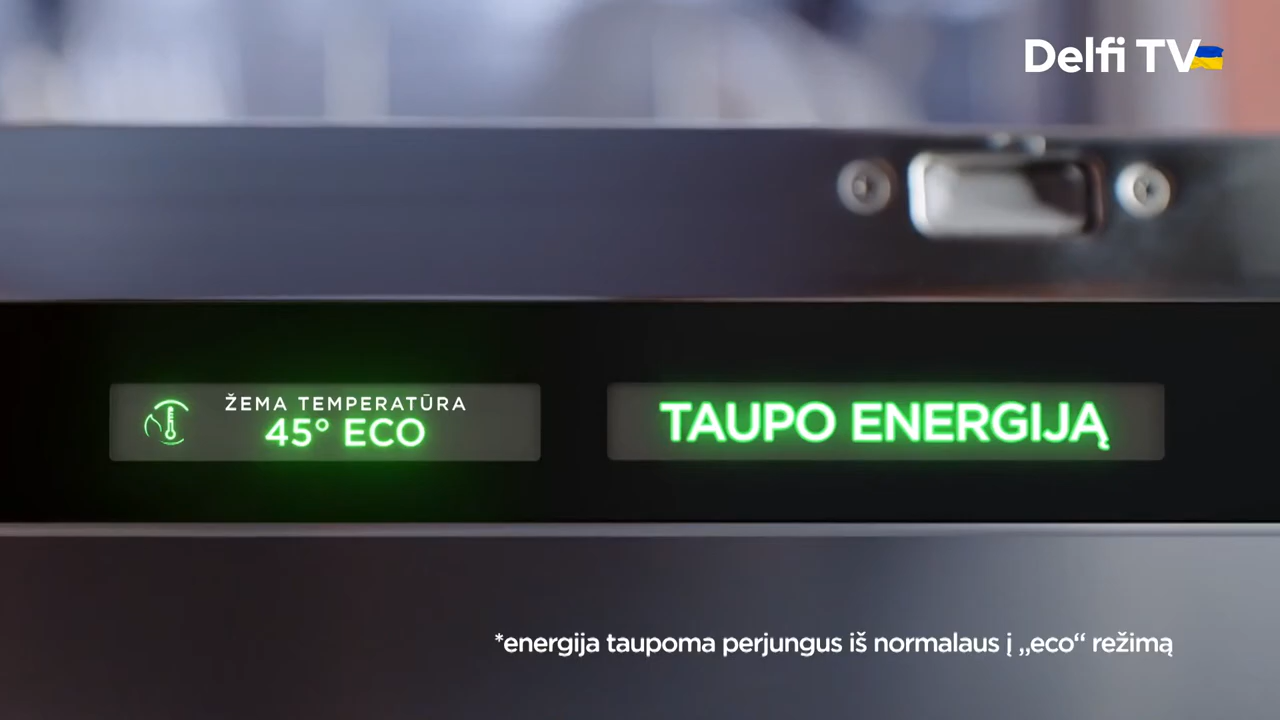 Delfi TV
ŽEMA TEMPERATŪRA
45° ECO
TAUPO ENERGIJĄ
*energija taupoma perjungus iš normalaus į „eco“ režimą